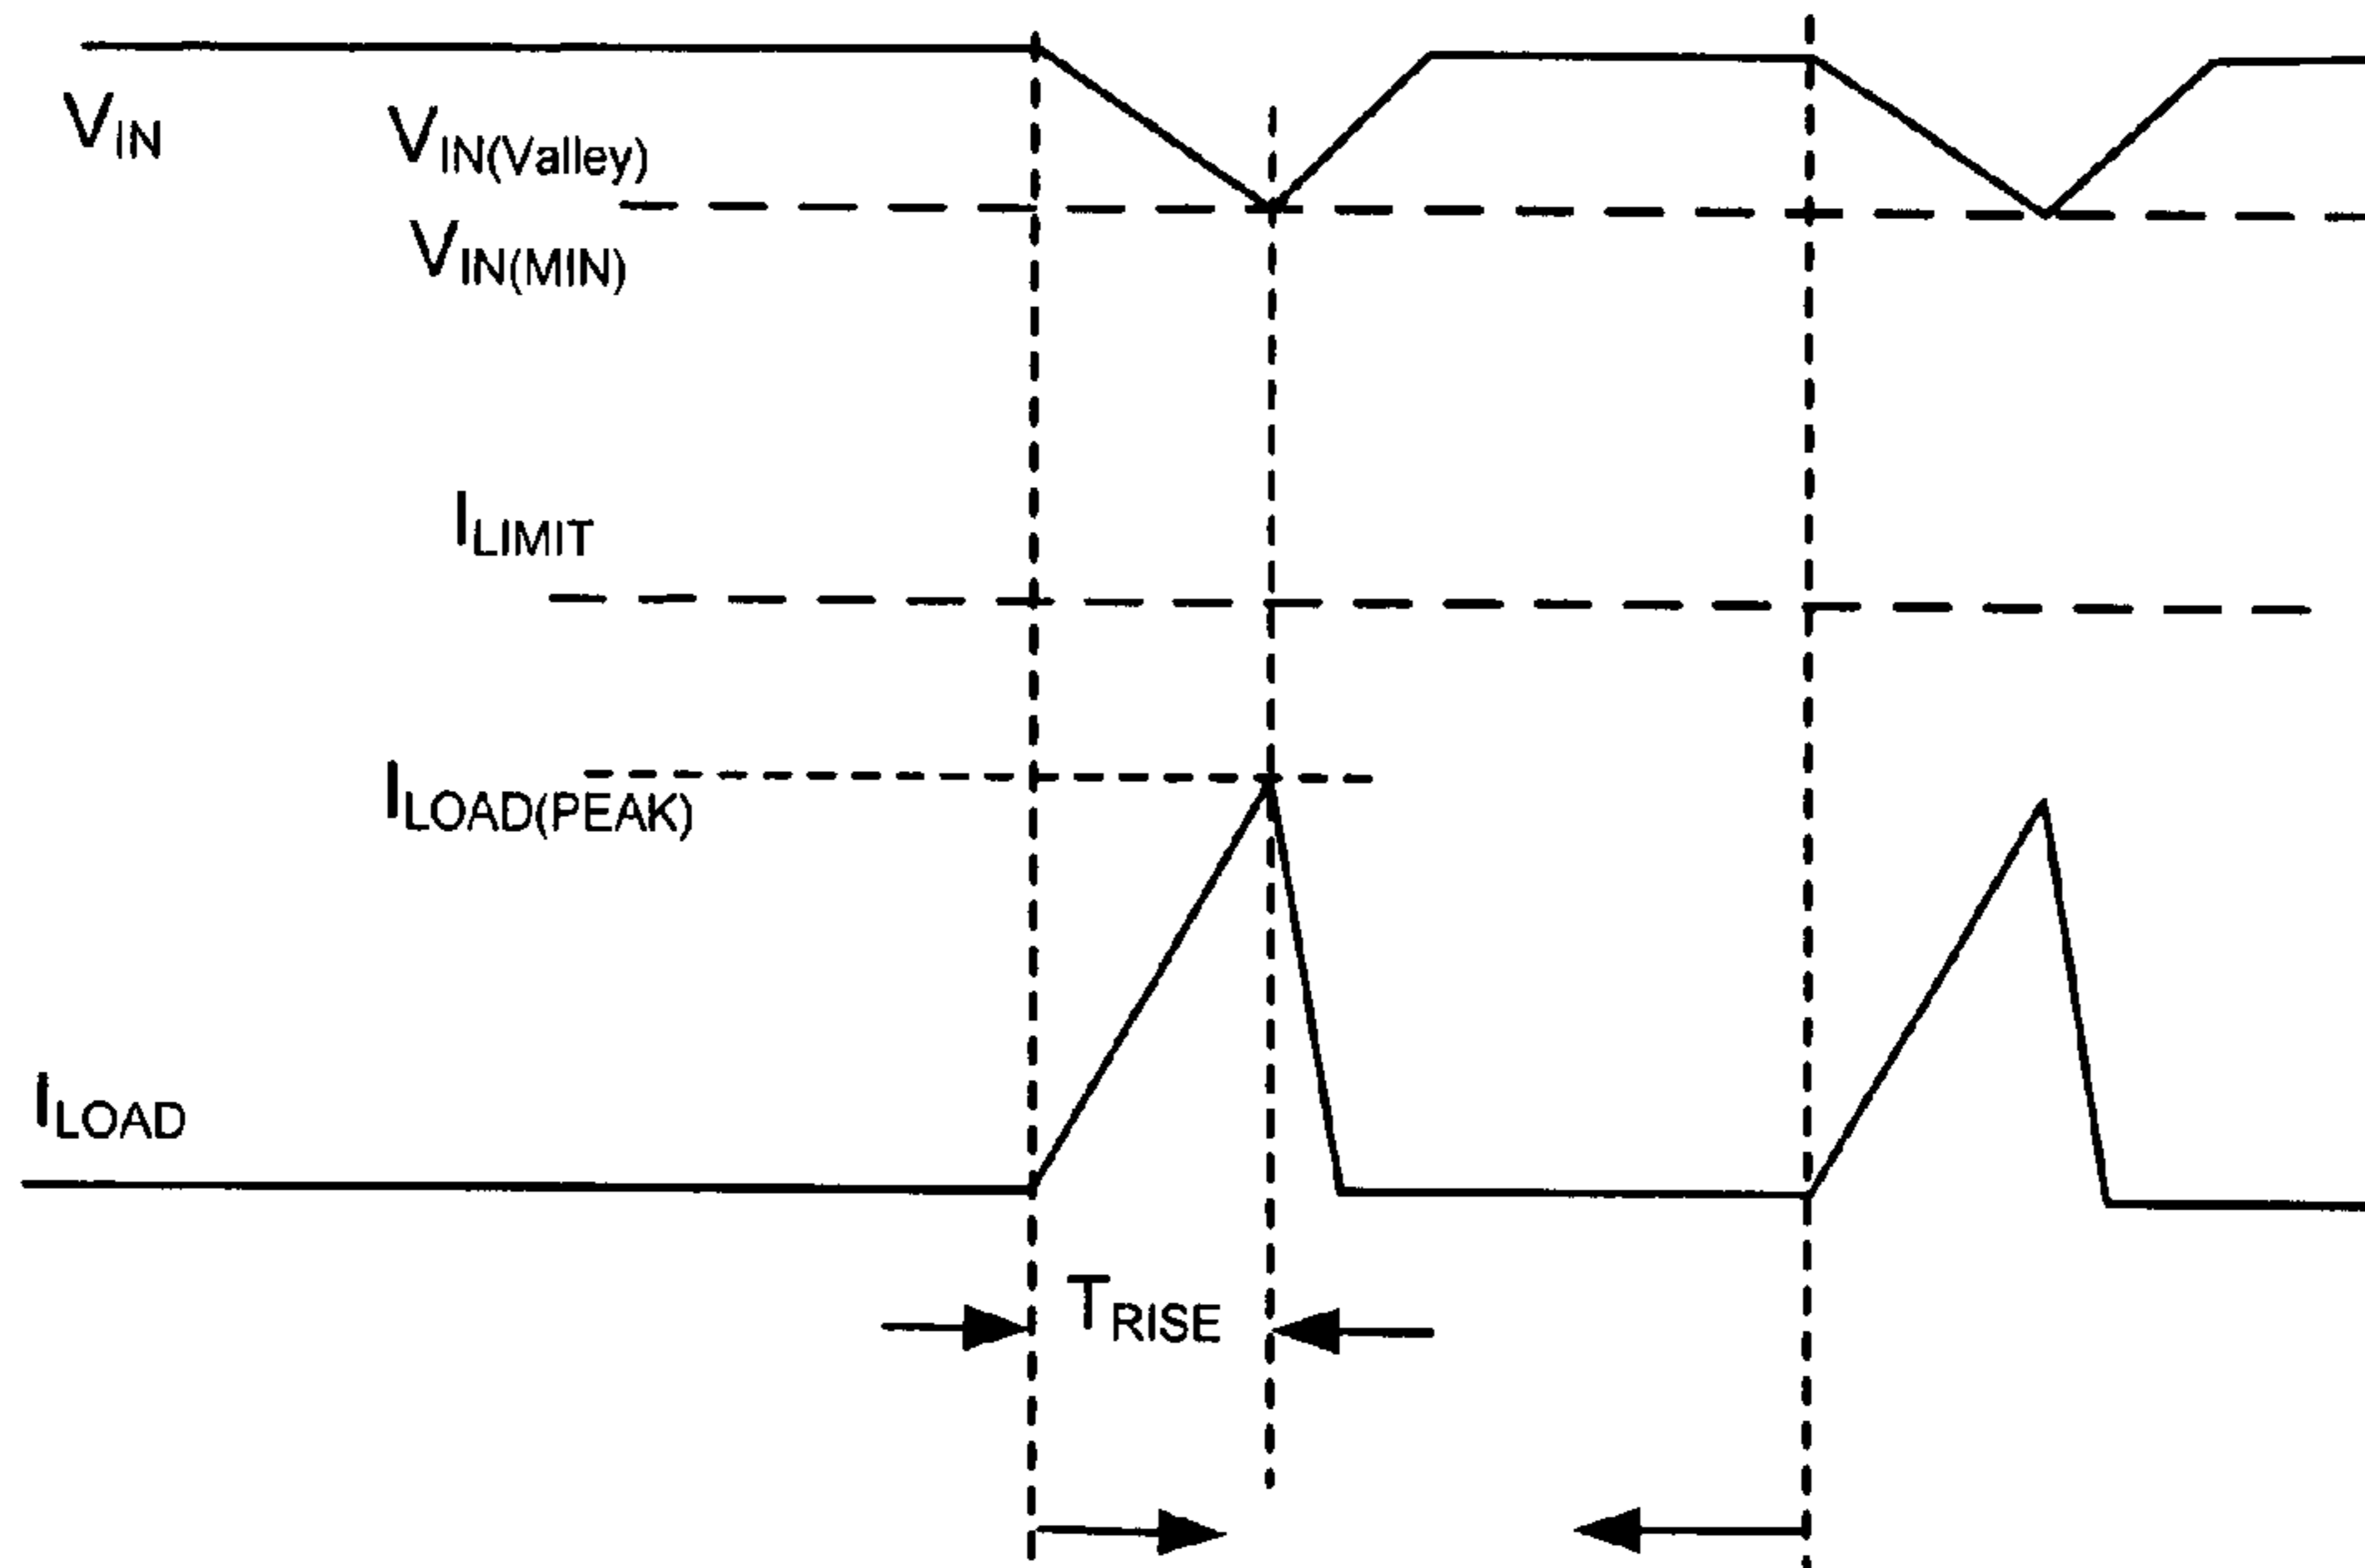 VIN
VIN(Valley)
VIN(MIN)
ILIMIT
ILOAD(PEAK)
ILOAD
TRISE